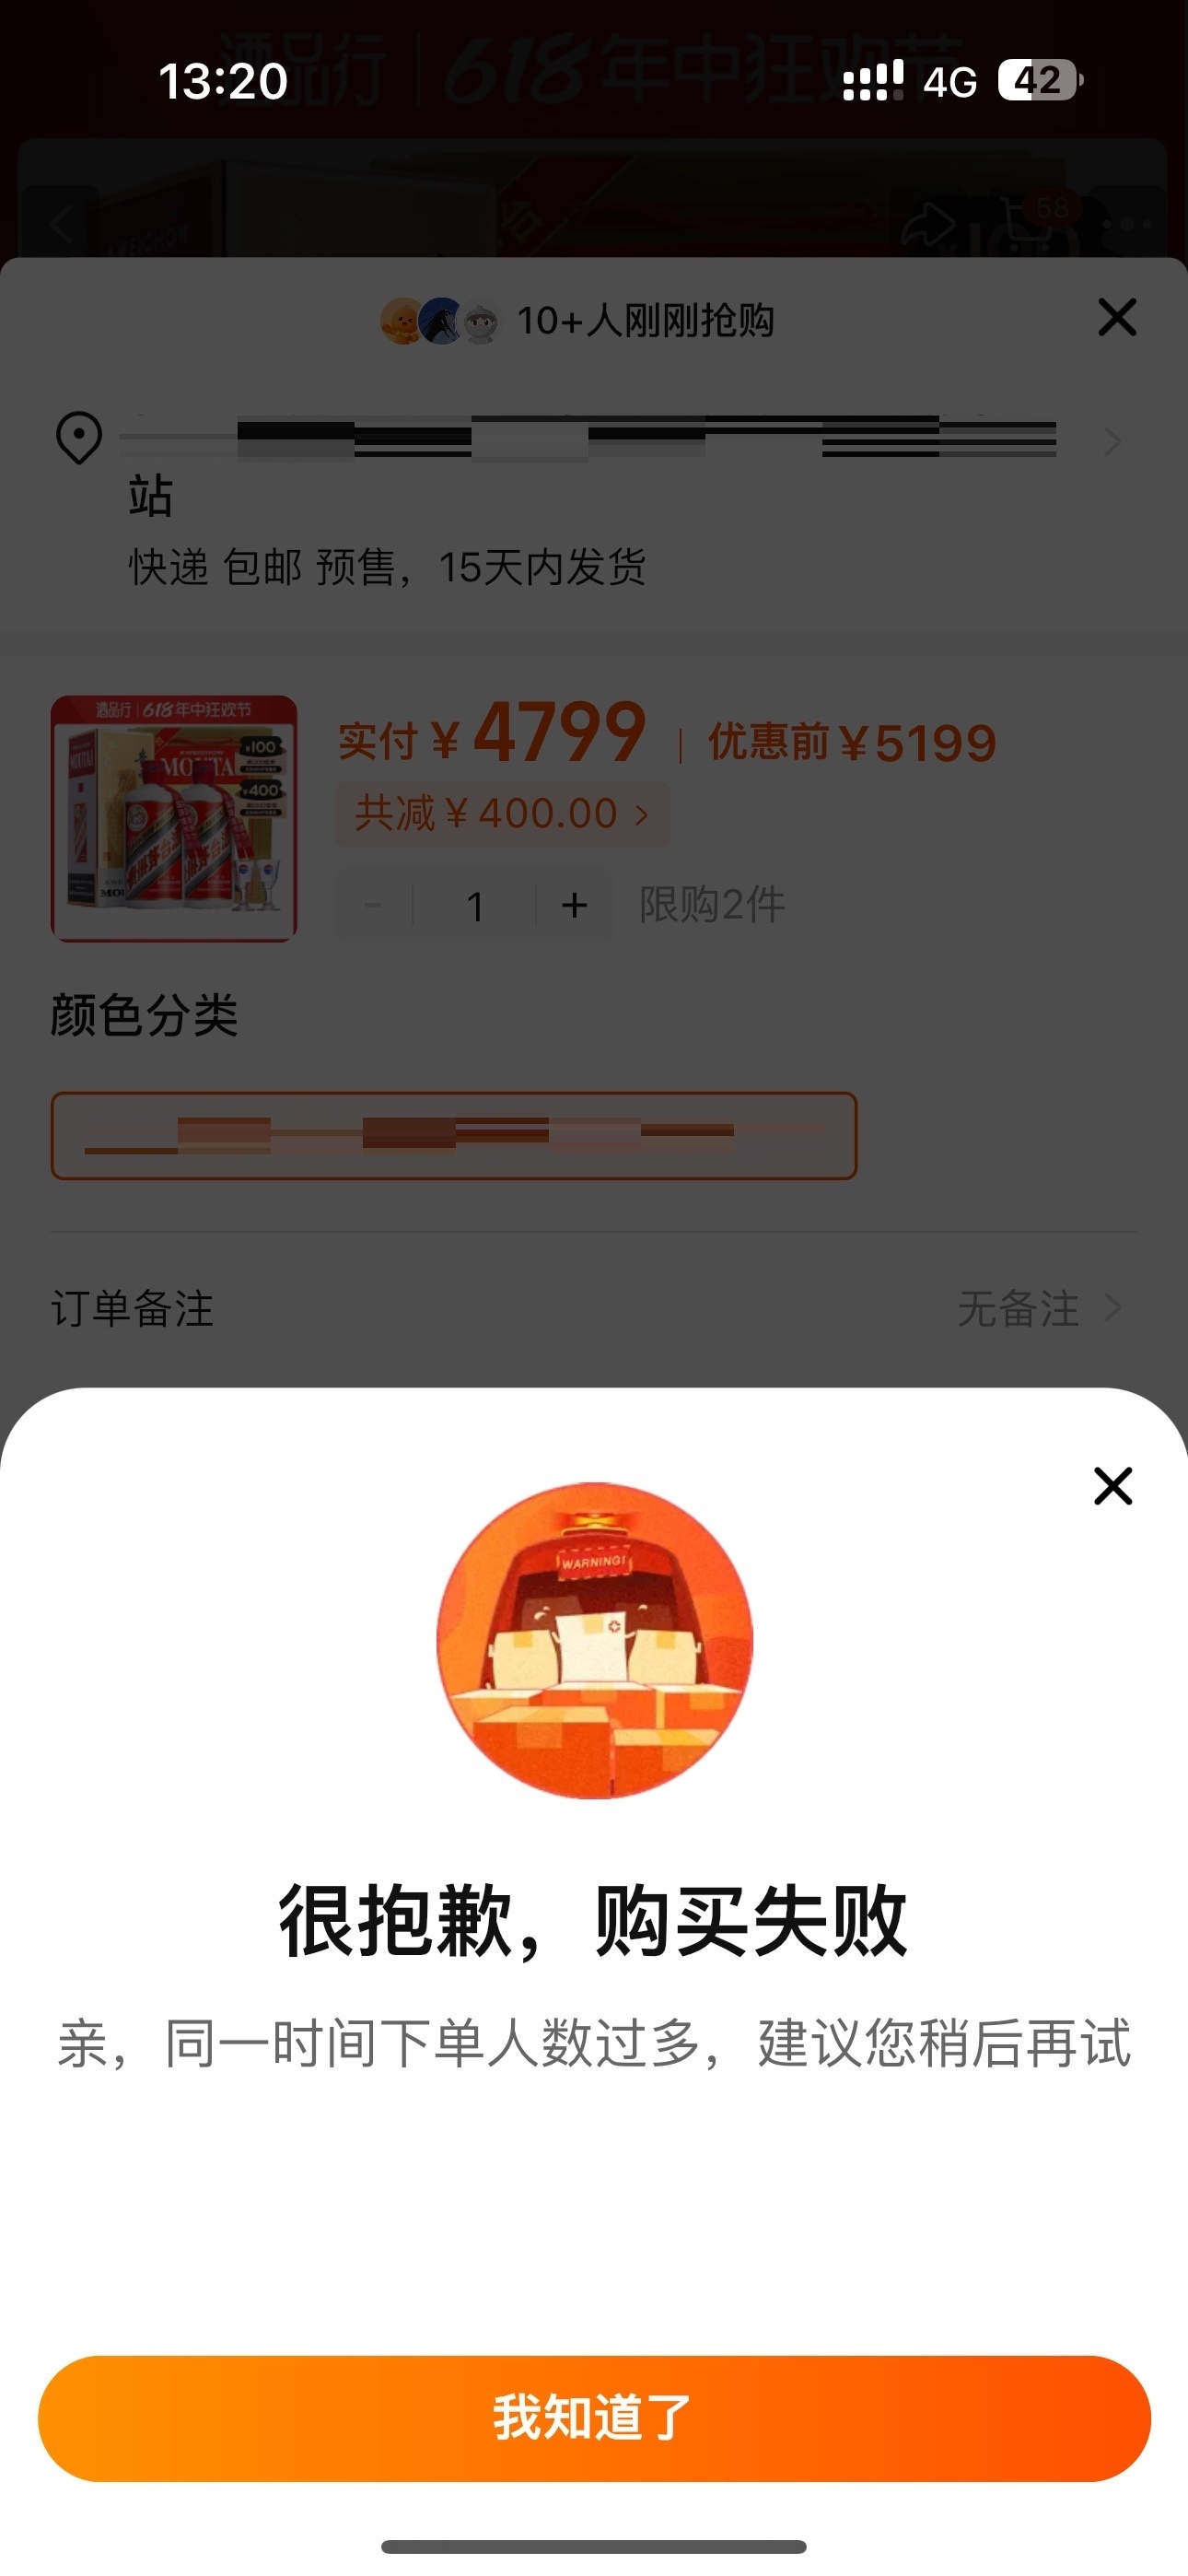 酒品行 | 618年中狂欢节
13:20
4G
42
KWEICHOW
58
10+人刚刚抢购
站
快递 包邮 预售，15天内发货
酒品行 | 618年中狂欢节
实付￥4799 | 优惠前￥5199
¥100
¥400
共减￥400.00 >
- 1 + 限购2件
颜色分类
订单备注
无备注 >
WARNING!
很抱歉，购买失败
亲，同一时间下单人数过多，建议您稍后再试
我知道了